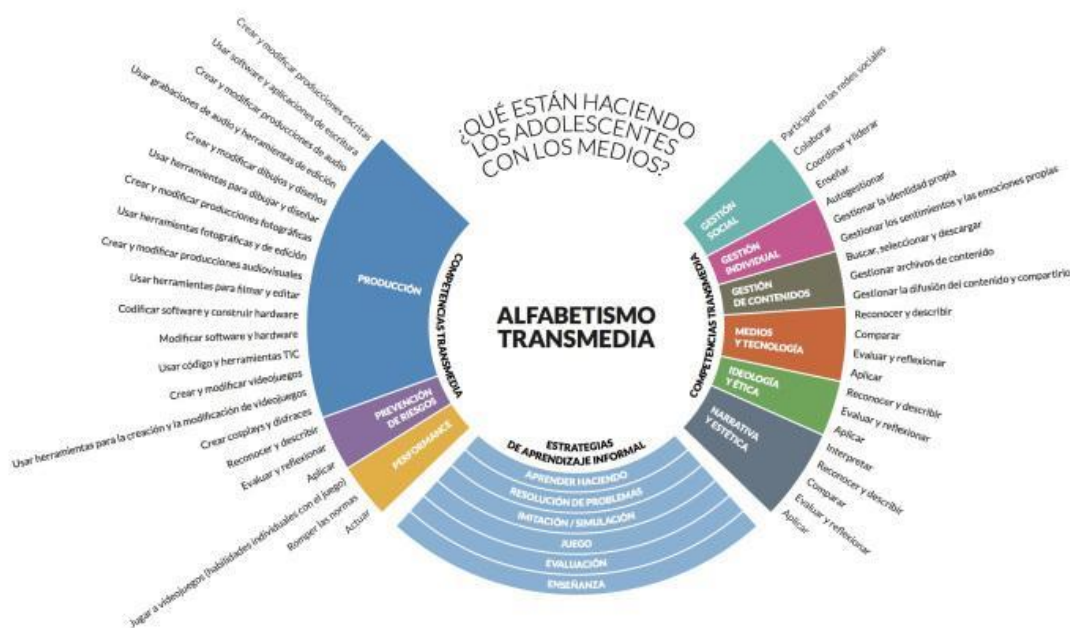 ¿QUÉ ESTÁN HACIENDO
LOS ADOLESCENTES
CON LOS MEDIOS?
ALFABETISMO
TRANSMEDIA
COMPETENCIAS TRANSMEDIA
PRODUCCIÓN
Crear y modificar producciones escritas
Usar software y aplicaciones de escritura
Crear y modificar producciones de audio
Usar grabaciones de audio y herramientas de edición
Crear y modificar dibujos y diseños
Usar herramientas para dibujar y diseñar
Crear y modificar producciones fotográficas
Usar herramientas fotográficas y de edición
Crear y modificar producciones audiovisuales
Usar herramientas para filmar y editar
Codificar software y construir hardware
Modificar software y hardware
Usar código y herramientas TIC
Crear y modificar videojuegos
Usar herramientas para la creación y la modificación de videojuegos
Crear cosplays y disfraces
PREVENCIÓN
DE RIESGOS
Reconocer y describir
Evaluar y reflexionar
Aplicar
PERFORMANCE
Jugar a videojuegos (habilidades individuales con el juego)
Romper las normas
Actuar
COMPETENCIAS TRANSMEDIA
GESTIÓN
SOCIAL
Participar en las redes sociales
Colaborar
Coordinar y liderar
Enseñar
GESTIÓN
INDIVIDUAL
Autogestionar
Gestionar la identidad propia
Gestionar los sentimientos y las emociones propias
GESTIÓN
DE CONTENIDOS
Buscar, seleccionar y descargar
Gestionar archivos de contenido
Gestionar la difusión del contenido y compartirlo
MEDIOS
Y TECNOLOGÍA
Reconocer y describir
Comparar
Evaluar y reflexionar
Aplicar
IDEOLOGÍA
Y ÉTICA
Reconocer y describir
Evaluar y reflexionar
Aplicar
NARRATIVA
Y ESTÉTICA
Interpretar
Reconocer y describir
Comparar
Evaluar y reflexionar
Aplicar
ESTRATEGIAS
DE APRENDIZAJE INFORMAL
APRENDER HACIENDO
RESOLUCIÓN DE PROBLEMAS
IMITACIÓN / SIMULACIÓN
JUEGO
EVALUACIÓN
ENSEÑANZA